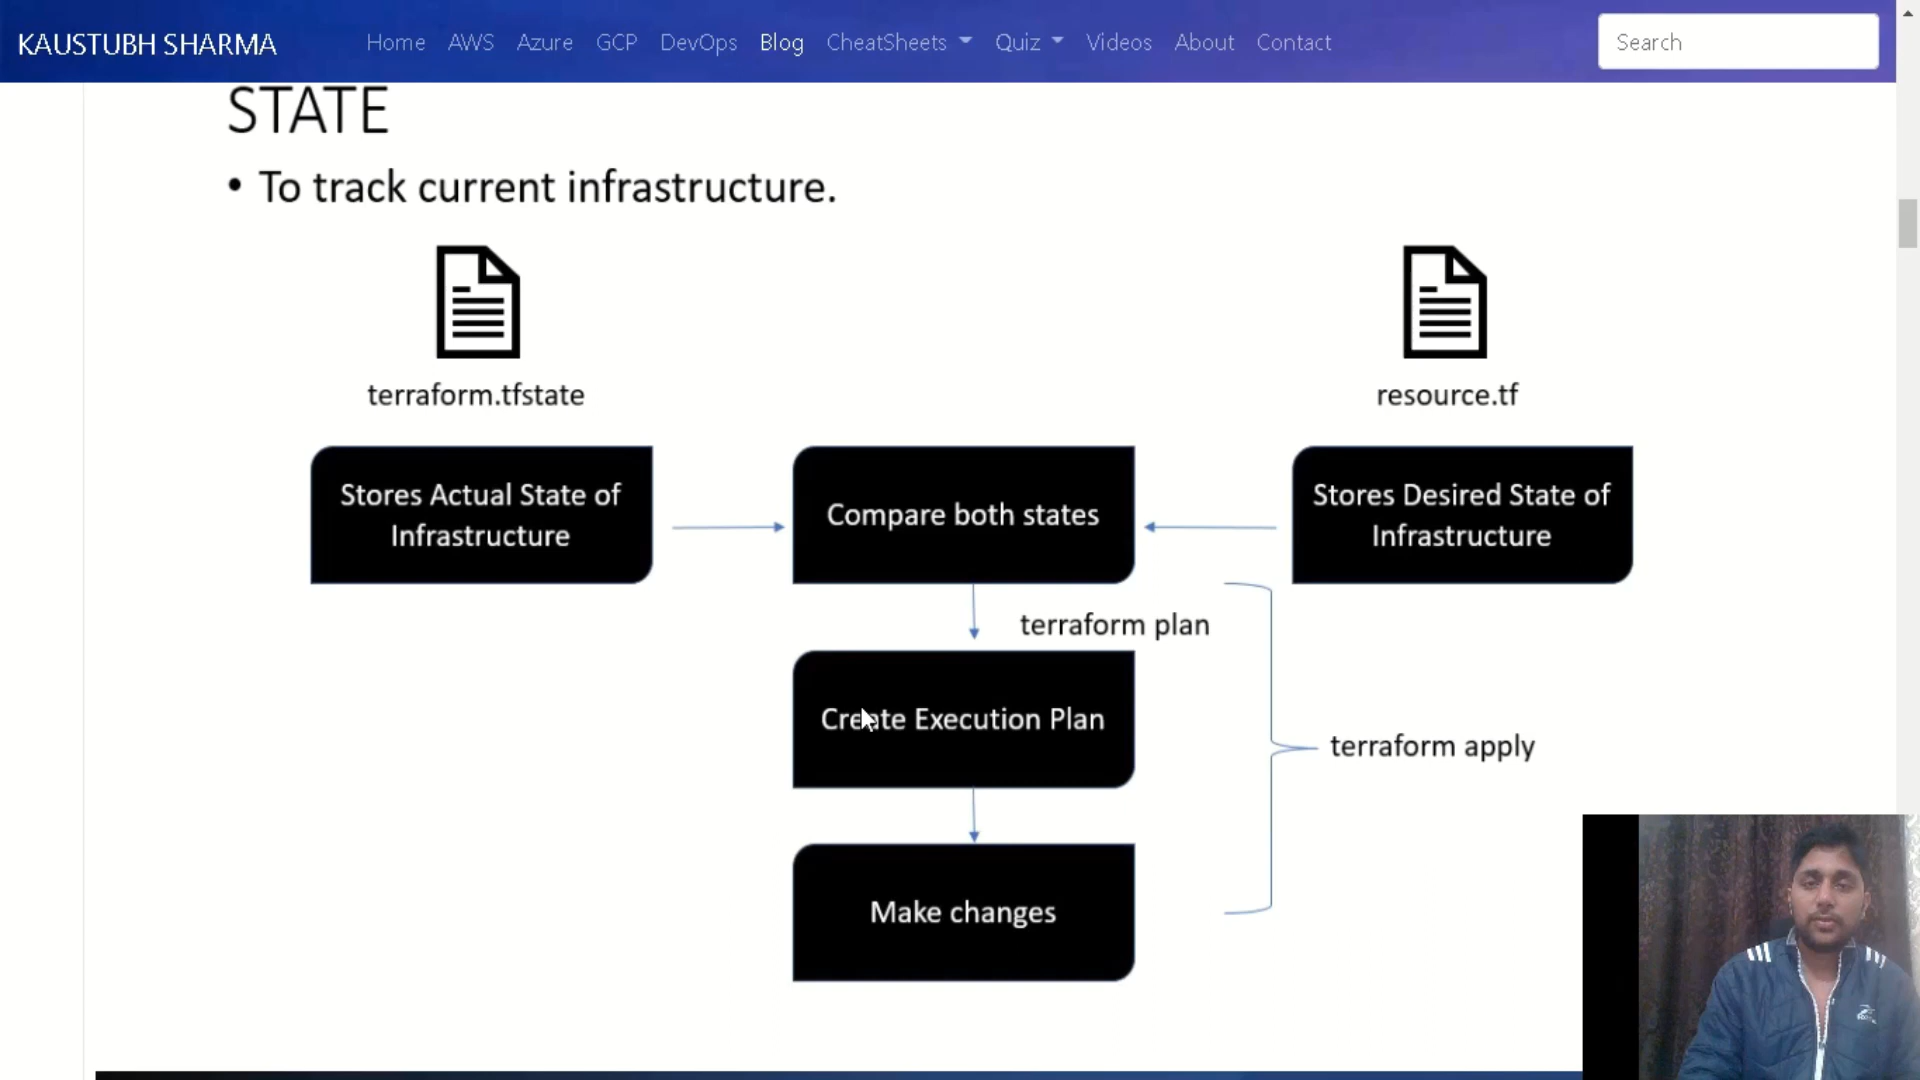 KAUSTUBH SHARMA Home AWS Azure GCP DevOps Blog CheatSheets Quiz Videos About Contact Search
STATE
• To track current infrastructure.
terraform.tfstate
resource.tf
Stores Actual State of
Infrastructure
Compare both states
Stores Desired State of
Infrastructure
terraform plan
Create Execution Plan
terraform apply
Make changes